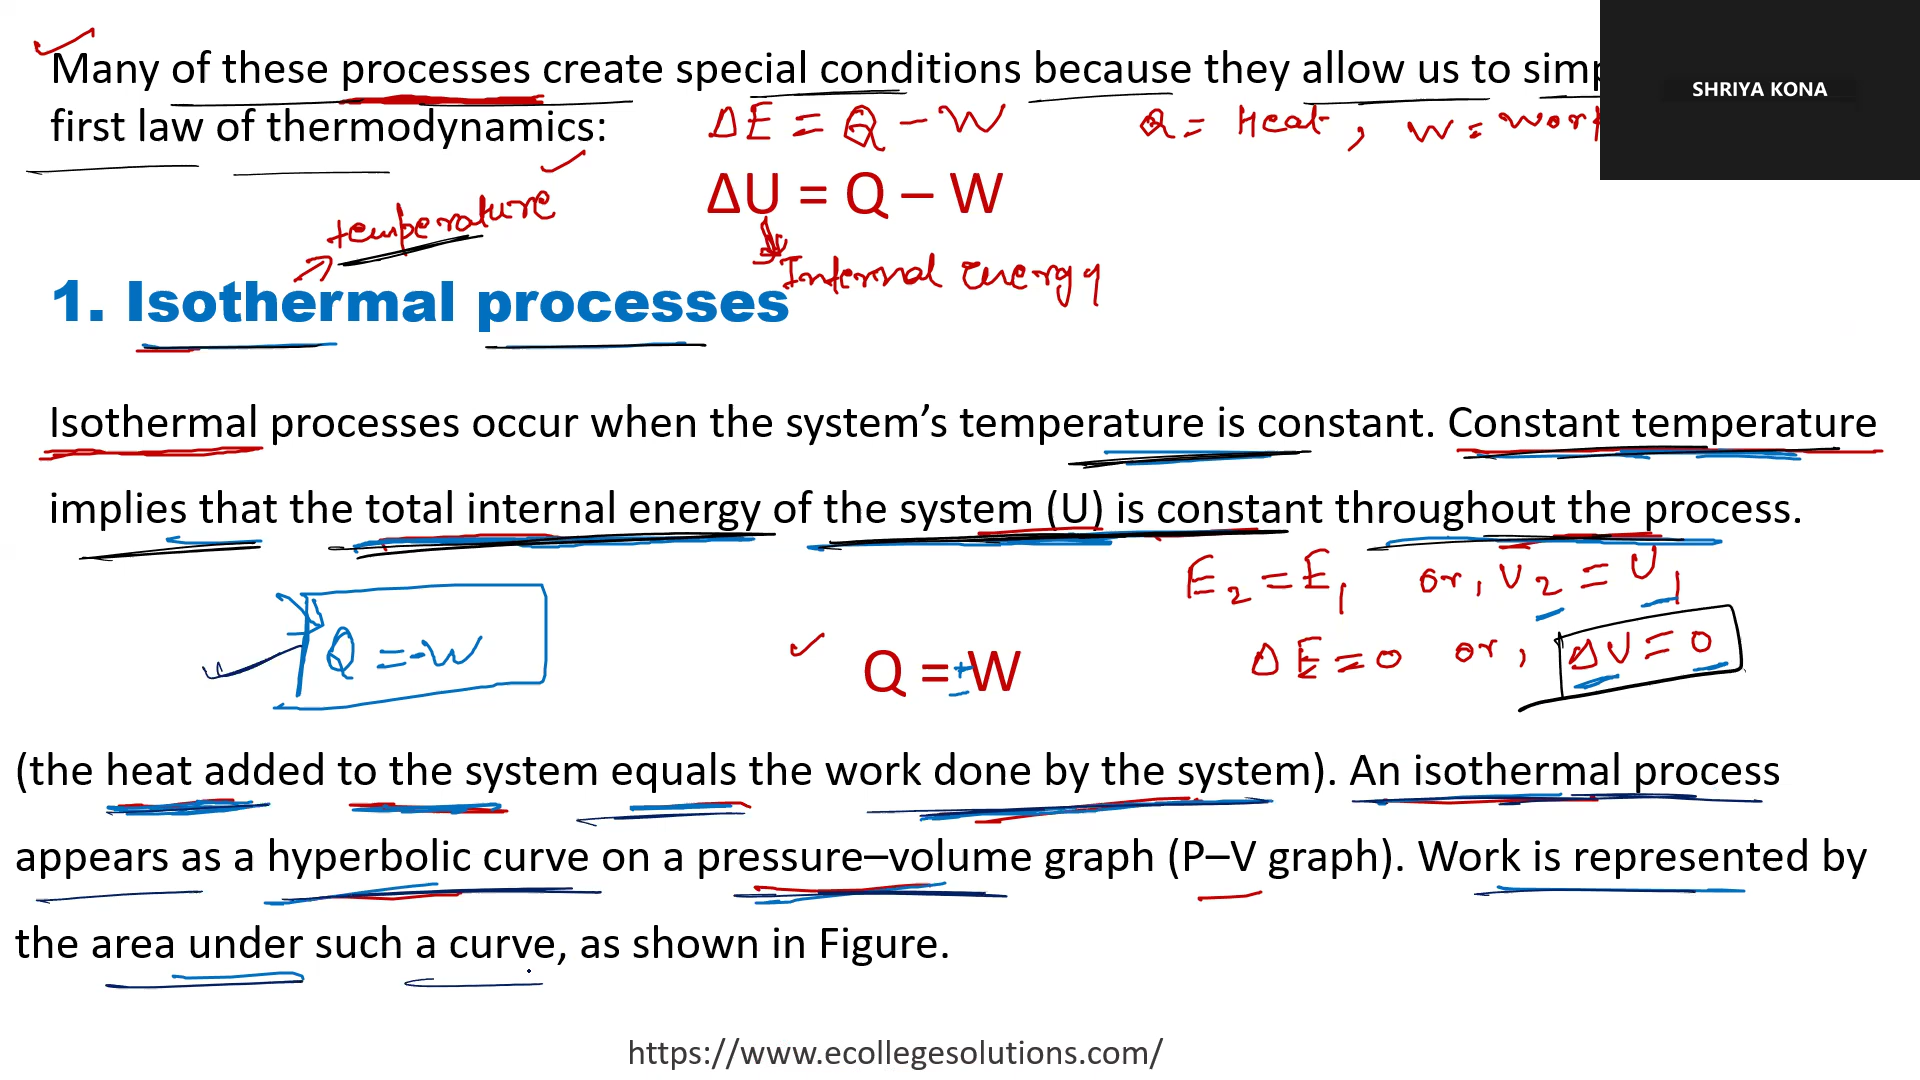 Many of these processes create special conditions because they allow us to
SHRIYA KONA
first law of thermodynamics:
ΔE = Q – W
Q = Heat, W = Work
ΔU = Q – W
temperature
Internal Energy
1. Isothermal processes
Isothermal processes occur when the system’s temperature is constant. Constant temperature
implies that the total internal energy of the system (U) is constant throughout the process.
E₂ = E₁ or, U₂ = U₁
Q = -W
Q = ± W
ΔE = 0 or, ΔU = 0
(the heat added to the system equals the work done by the system). An isothermal process
appears as a hyperbolic curve on a pressure–volume graph (P–V graph). Work is represented by
the area under such a curve, as shown in Figure.
https://www.ecollegesolutions.com/